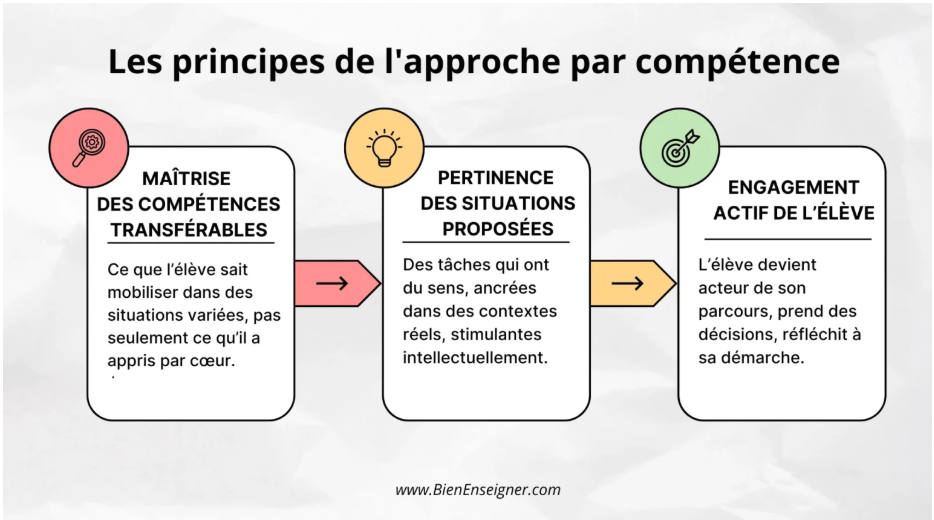 Les principes de l'approche par compétence
MAÎTRISE
DES COMPÉTENCES
TRANSFÉRABLES
Ce que l’élève sait
mobiliser dans des
situations variées, pas
seulement ce qu’il a
appris par cœur.
.
PERTINENCE
DES SITUATIONS
PROPOSÉES
Des tâches qui ont
du sens, ancrées
dans des contextes
réels, stimulantes
intellectuellement.
ENGAGEMENT
ACTIF DE L’ÉLÈVE
L’élève devient
acteur de son
parcours, prend des
décisions, réfléchit à
sa démarche.
www.BienEnseigner.com